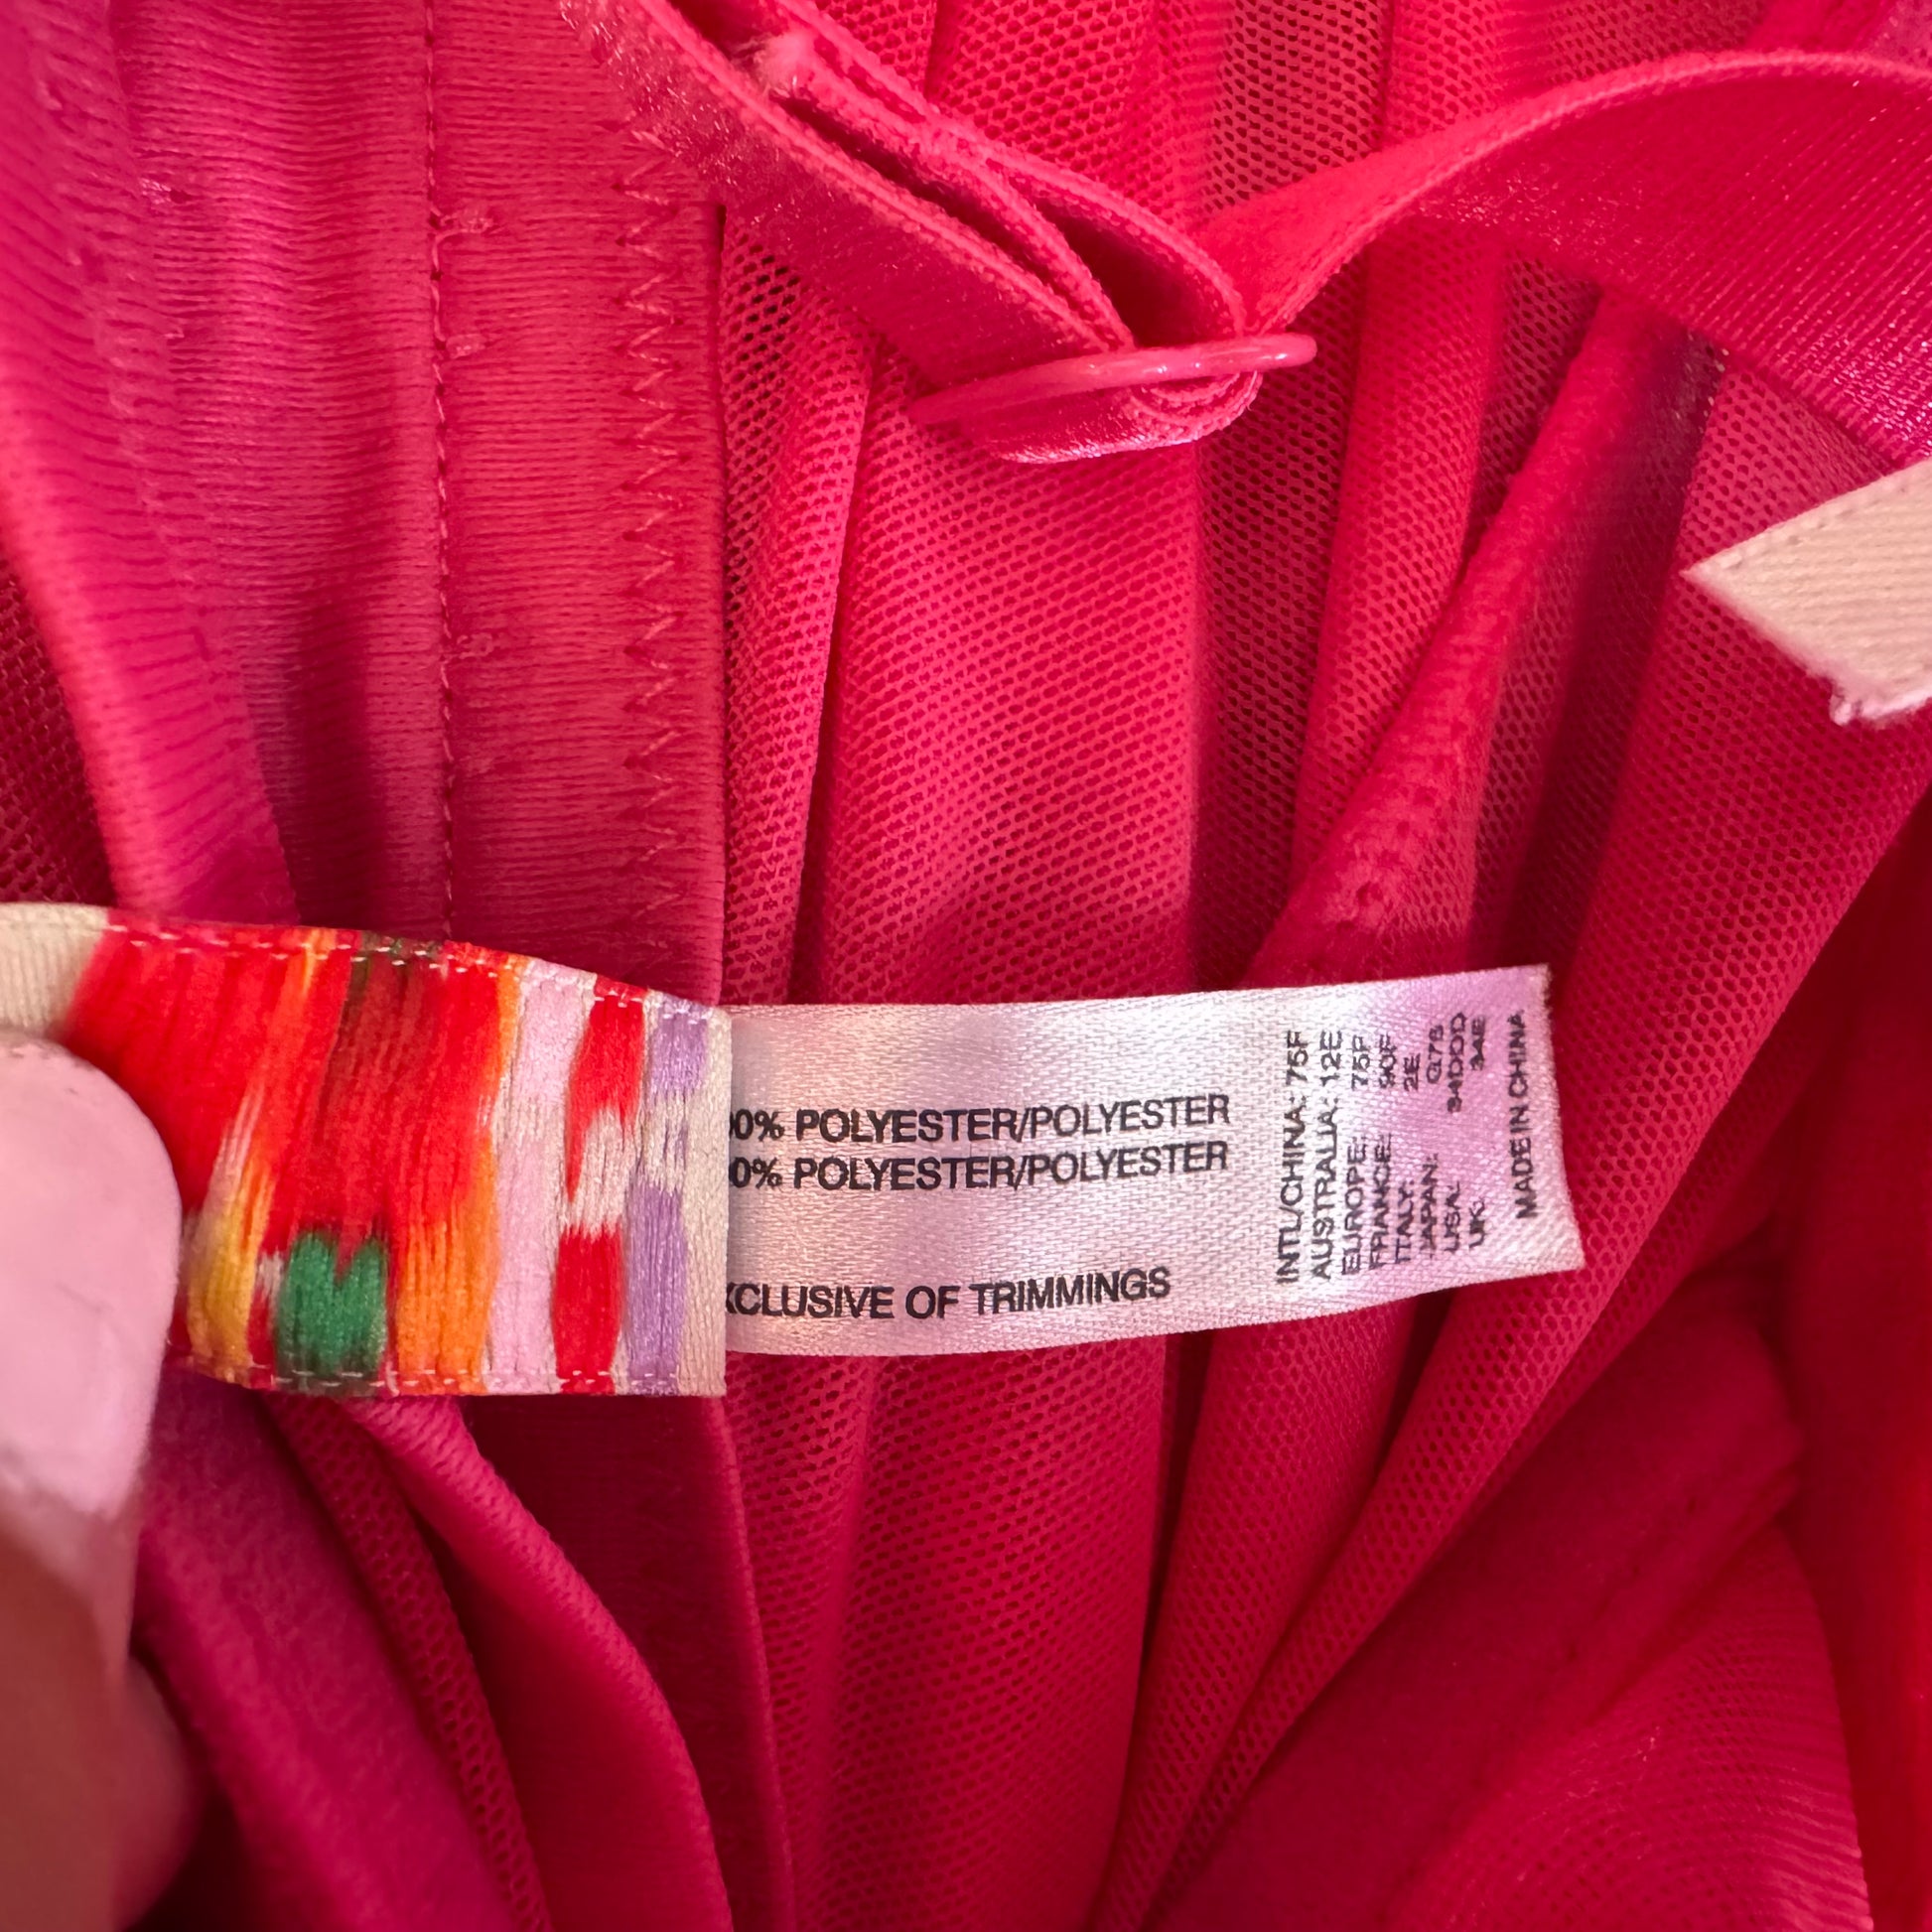 00% POLYESTER/POLYESTER
00% POLYESTER/POLYESTER
XCLUSIVE OF TRIMMINGS
INTL/CHINA: 75F
AUSTRALIA: 12E
EUROPE: 75F
FRANCE: 90F
ITALY: 2E
JAPAN: G75
USA: 34DDD
UK: 34E
MADE IN CHINA